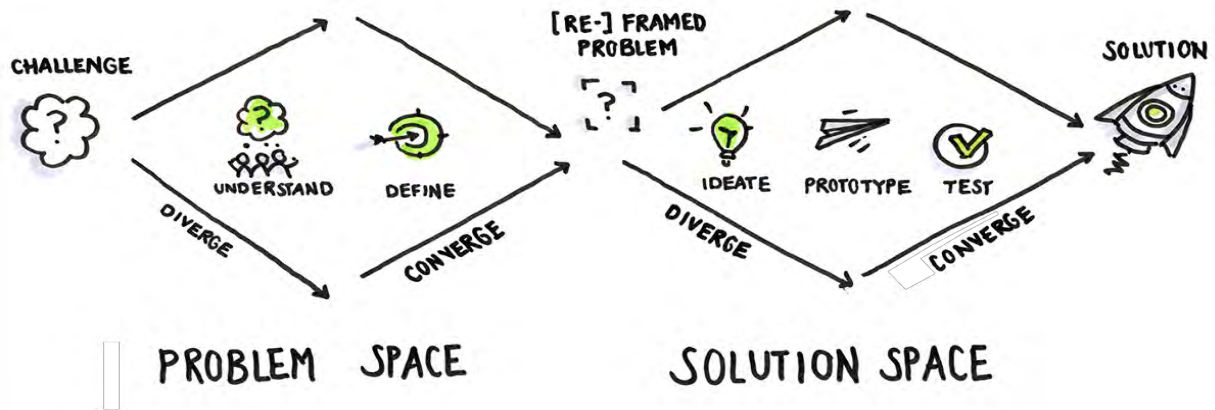 [RE-] FRAMED
PROBLEM
CHALLENGE
SOLUTION
?
?
?
UNDERSTAND
DEFINE
IDEATE
PROTOTYPE
TEST
DIVERGE
CONVERGE
DIVERGE
CONVERGE
PROBLEM SPACE
SOLUTION SPACE